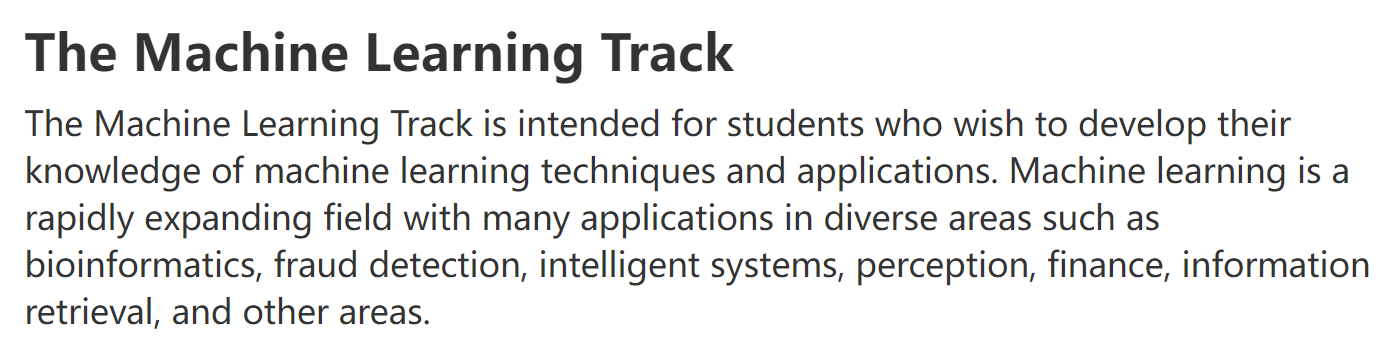 The Machine Learning Track
The Machine Learning Track is intended for students who wish to develop their
knowledge of machine learning techniques and applications. Machine learning is a
rapidly expanding field with many applications in diverse areas such as
bioinformatics, fraud detection, intelligent systems, perception, finance, information
retrieval, and other areas.